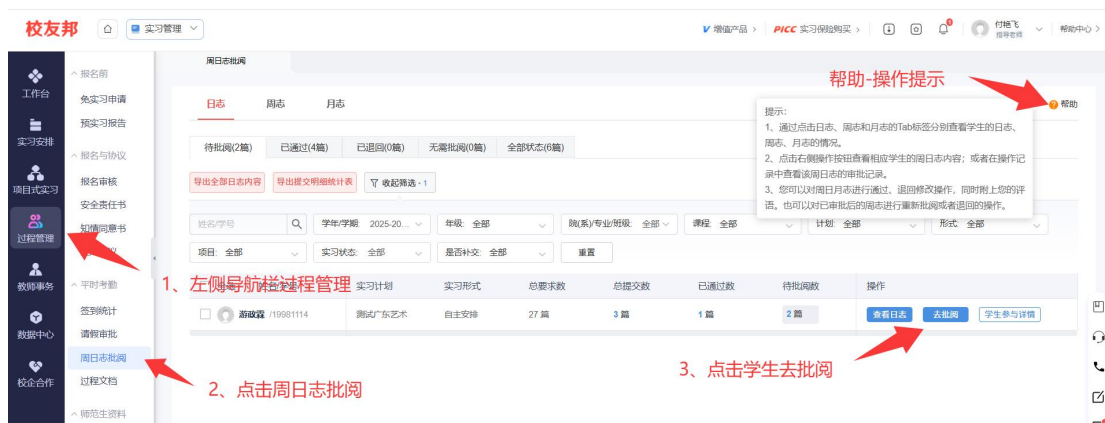 校友邦
实习管理
增值产品 >
PICC 实习保险购买 >
付艳飞
指导老师
帮助中心 >
工作台
实习安排
项目式实习
过程管理
教师事务
数据中心
校企合作
报名前
免实习申请
预实习报告
报名与协议
报名审核
安全责任书
知情同意书
平时考勤
签到统计
请假审批
周日志批阅
过程文档
师范生资料
周日志批阅
日志 周志 月志
帮助-操作提示
帮助
提示:
1、通过点击日志、周志和月志的Tab标签分别查看学生的日志、
周志、月志的情况。
2、点击右侧操作按钮查看相应学生的周日志内容；或者在操作记
录中查看该周日志的审批记录。
3、您可以对周日月志进行通过、退回修改操作，同时附上您的评
语。也可以对已审批后的周志进行重新批阅或者退回的操作。
待批阅(2篇) 已通过(4篇) 已退回(0篇) 无需批阅(0篇) 全部状态(6篇)
导出全部日志内容 导出提交明细统计表 收起筛选·1
姓名/学号 学年/学期: 2025-20... 年级: 全部 院(系)/专业/班级: 全部 课程: 全部 计划: 全部 形式: 全部
项目: 全部 实习状态: 全部 是否补交: 全部 重置
1、左侧导航栏过程管理
实习计划 实习形式 总要求数 总提交数 已通过数 待批阅数 操作
游政霖 /19981114 测试广东艺术 自主安排 27 篇 3 篇 1 篇 2 篇 查看日志 去批阅 学生参与详情
2、点击周日志批阅
3、点击学生去批阅